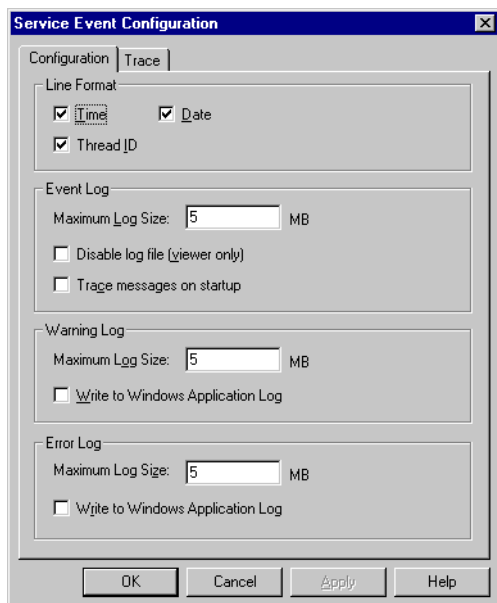 Service Event Configuration
Configuration Trace
Line Format
Time Date
Thread ID
Event Log
Maximum Log Size: 5 MB
Disable log file (viewer only)
Trace messages on startup
Warning Log
Maximum Log Size: 5 MB
Write to Windows Application Log
Error Log
Maximum Log Size: 5 MB
Write to Windows Application Log
OK Cancel Apply Help